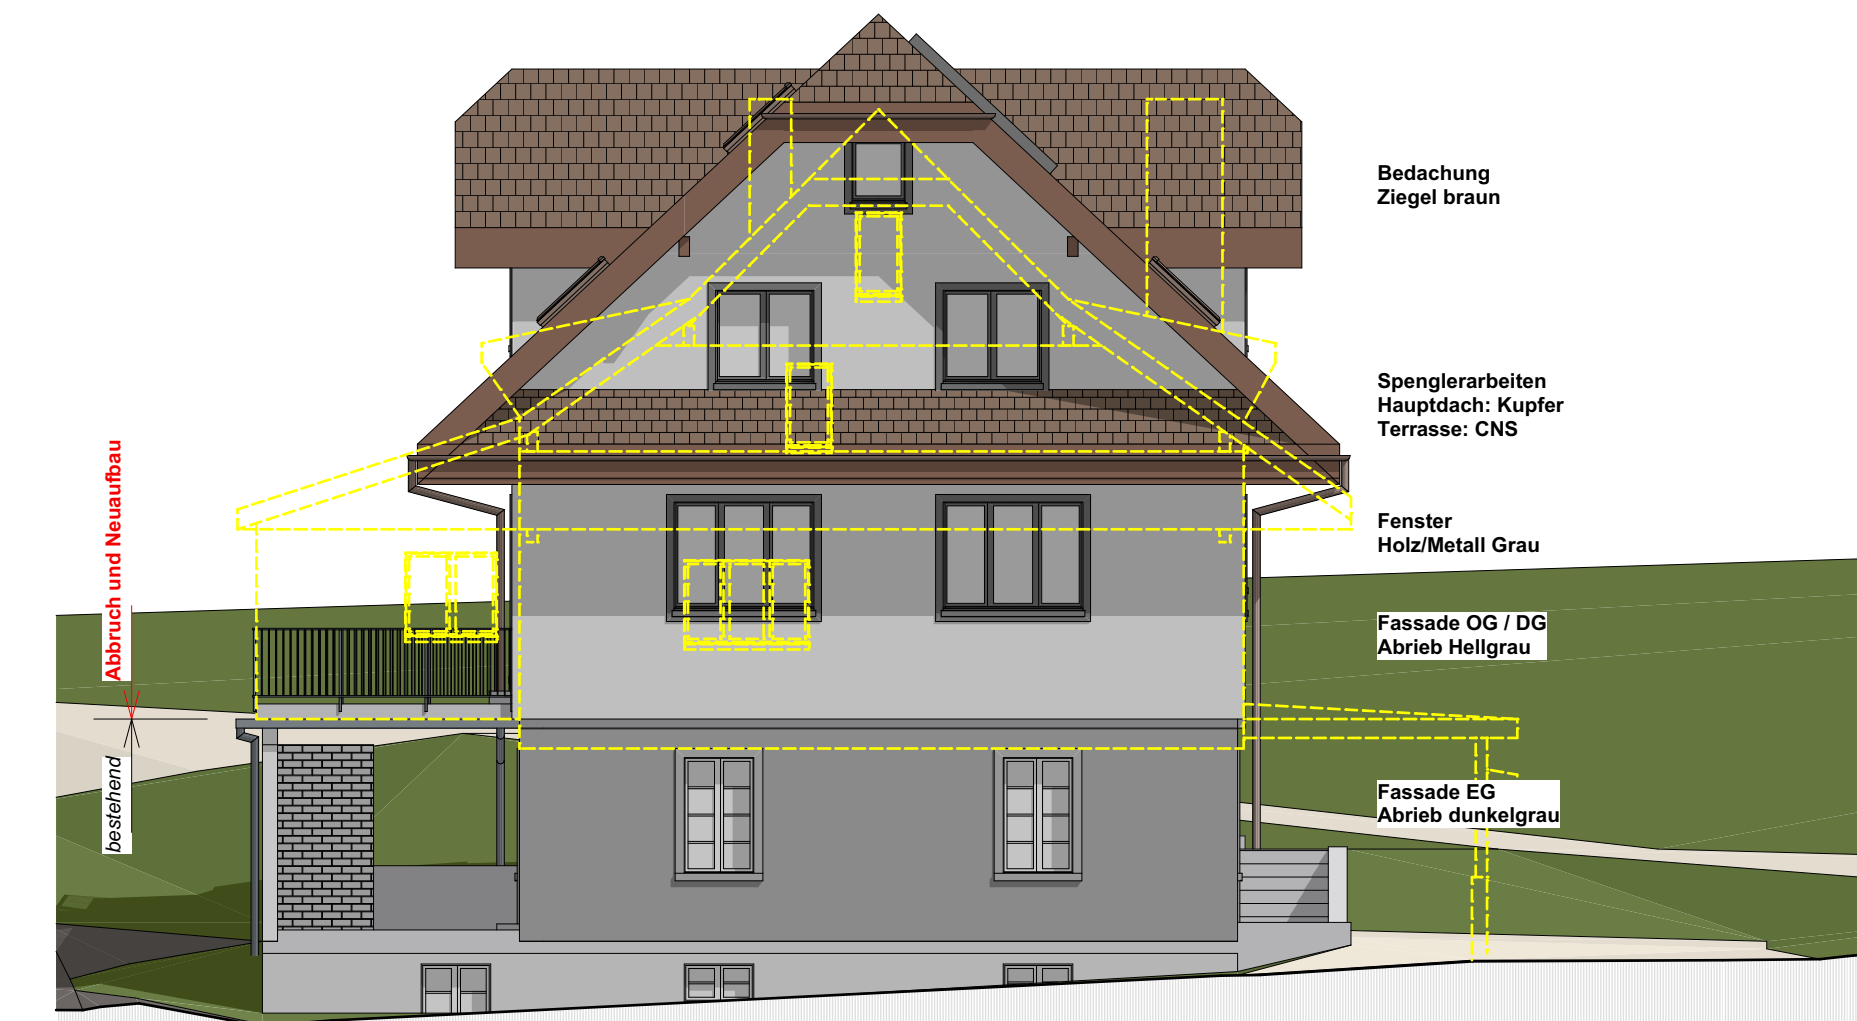 Bedachung
Ziegel braun
Spenglerarbeiten
Hauptdach: Kupfer
Terrasse: CNS
Fenster
Holz/Metall Grau
Fassade OG / DG
Abrieb Hellgrau
Fassade EG
Abrieb dunkelgrau
Abbruch und Neuaufbau
bestehend